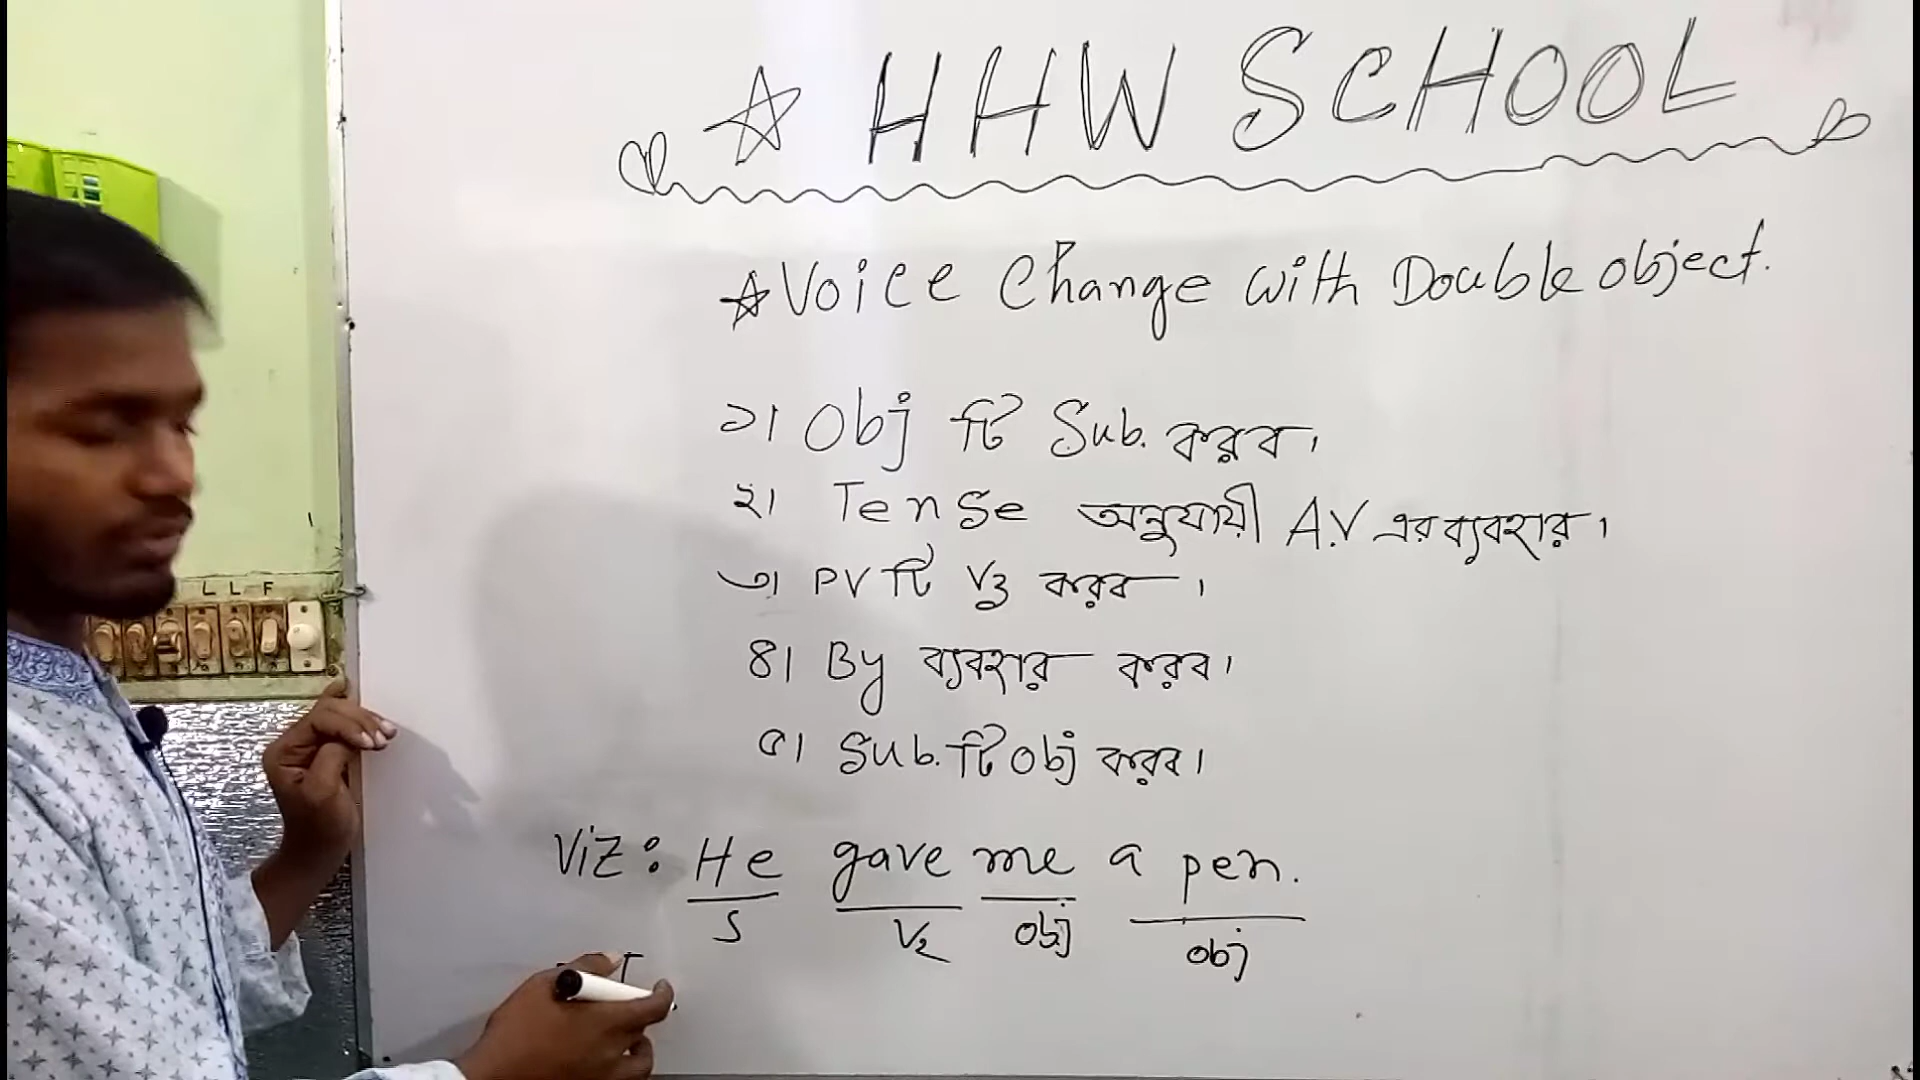 HHW SCHOOL
Voice Change with Double object.
১। Obj টি Sub. করব।
২। Tense অনুযায়ী A.V এর ব্যবহার।
৩। PV টি V3 করব।
৪। By ব্যবহার করব।
৫। Sub. টি Obj করব।
Viz: He gave me a pen.
S V2 obj obj
L L F
I